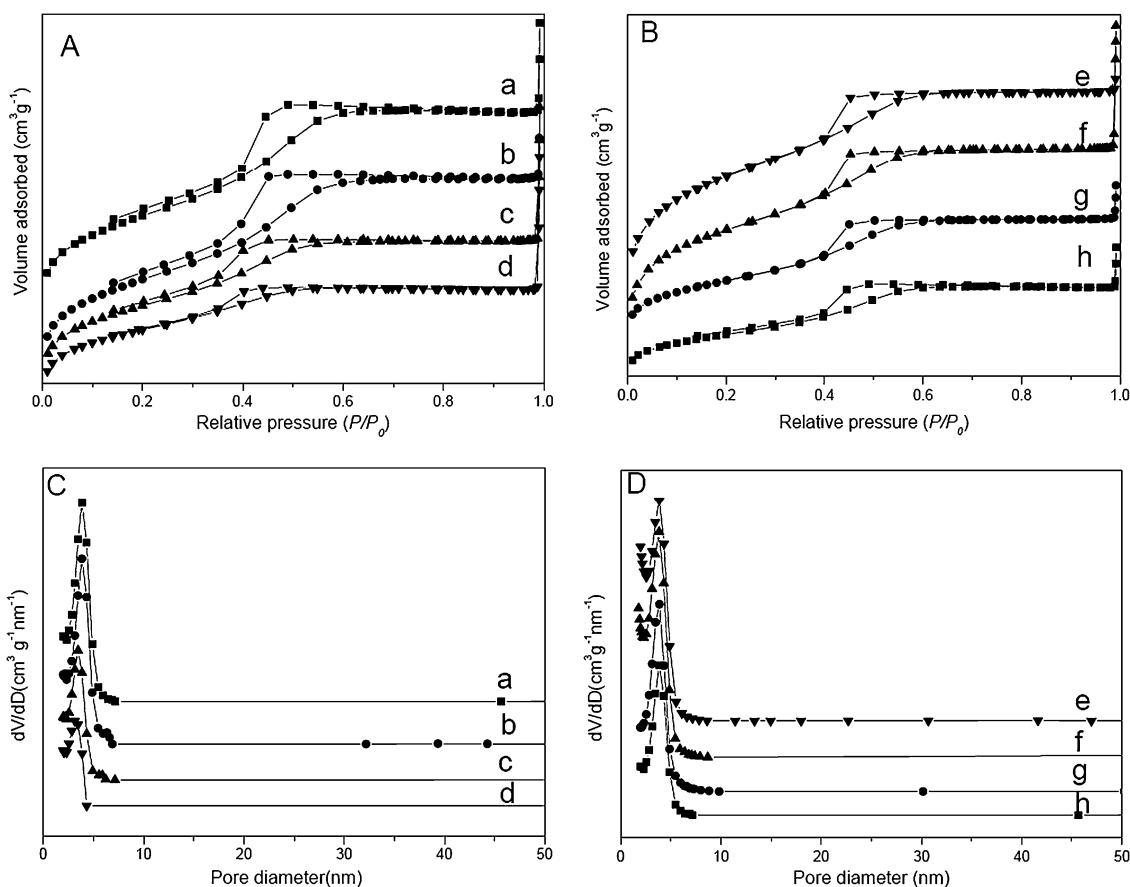 A
a
b
c
d
Volume adsorbed (cm³g⁻¹)
0.0 0.2 0.4 0.6 0.8 1.0
Relative pressure (P/P₀)
B
e
f
g
h
Volume adsorbed (cm³g⁻¹)
0.0 0.2 0.4 0.6 0.8 1.0
Relative pressure (P/P₀)
C
a
b
c
d
dV/dD(cm³ g⁻¹nm⁻¹)
0 10 20 30 40 50
Pore diameter(nm)
D
e
f
g
h
dV/dD(cm³g⁻¹nm⁻¹)
0 10 20 30 40 50
Pore diameter (nm)